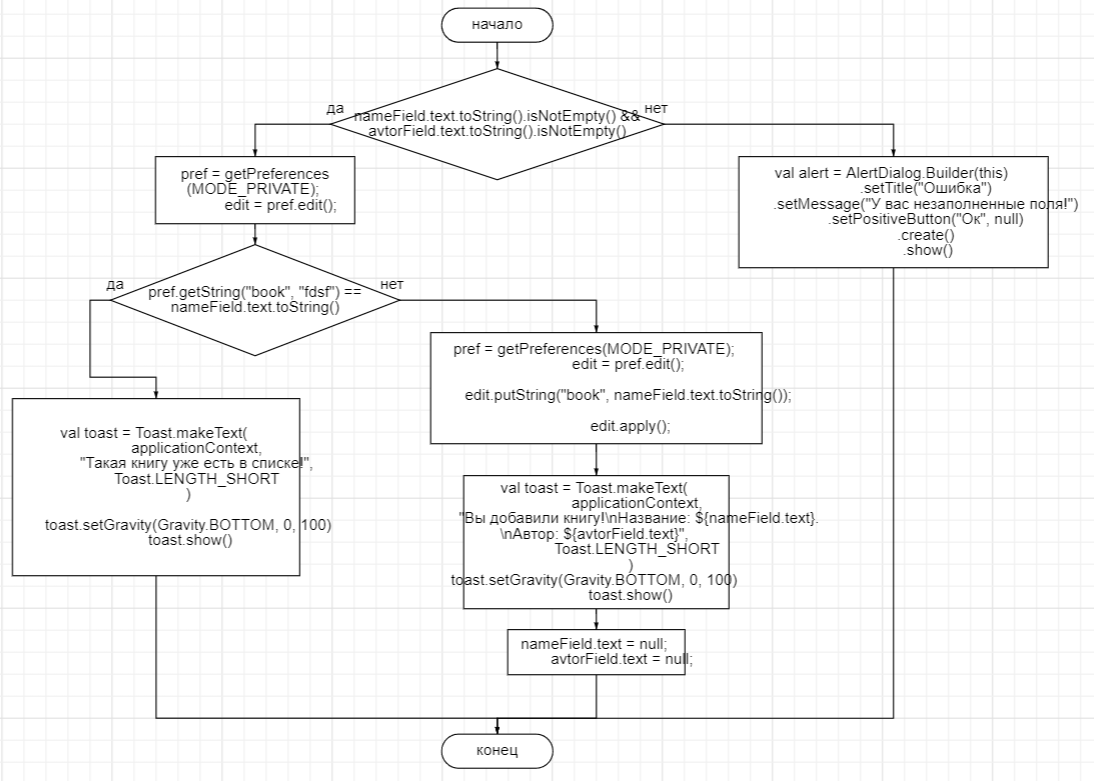 начало
да
нет
nameField.text.toString().isNotEmpty() &&
avtorField.text.toString().isNotEmpty()
pref = getPreferences
(MODE_PRIVATE);
edit = pref.edit();
val alert = AlertDialog.Builder(this)
.setTitle("Ошибка")
.setMessage("У вас незаполненные поля!")
.setPositiveButton("Ок", null)
.create()
.show()
да
нет
pref.getString("book", "fdsf") ==
nameField.text.toString()
pref = getPreferences(MODE_PRIVATE);
edit = pref.edit();
edit.putString("book", nameField.text.toString());
edit.apply();
val toast = Toast.makeText(
applicationContext,
"Такая книгу уже есть в списке!",
Toast.LENGTH_SHORT
)
toast.setGravity(Gravity.BOTTOM, 0, 100)
toast.show()
val toast = Toast.makeText(
applicationContext,
"Вы добавили книгу!\nНазвание: ${nameField.text}.
\nАвтор: ${avtorField.text}",
Toast.LENGTH_SHORT
)
toast.setGravity(Gravity.BOTTOM, 0, 100)
toast.show()
nameField.text = null;
avtorField.text = null;
конец